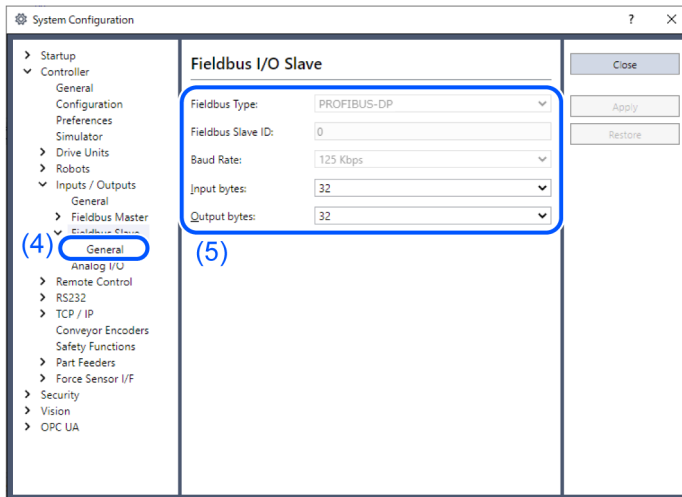 System Configuration
? ×
Startup
Controller
General
Configuration
Preferences
Simulator
Drive Units
Robots
Inputs / Outputs
General
Fieldbus Master
Fieldbus Slave
(4)
General
Analog I/O
Remote Control
RS232
TCP / IP
Conveyor Encoders
Safety Functions
Part Feeders
Force Sensor I/F
Security
Vision
OPC UA
Fieldbus I/O Slave
Fieldbus Type: PROFIBUS-DP
Fieldbus Slave ID: 0
Baud Rate: 125 Kbps
Input bytes: 32
Output bytes: 32
(5)
Close
Apply
Restore